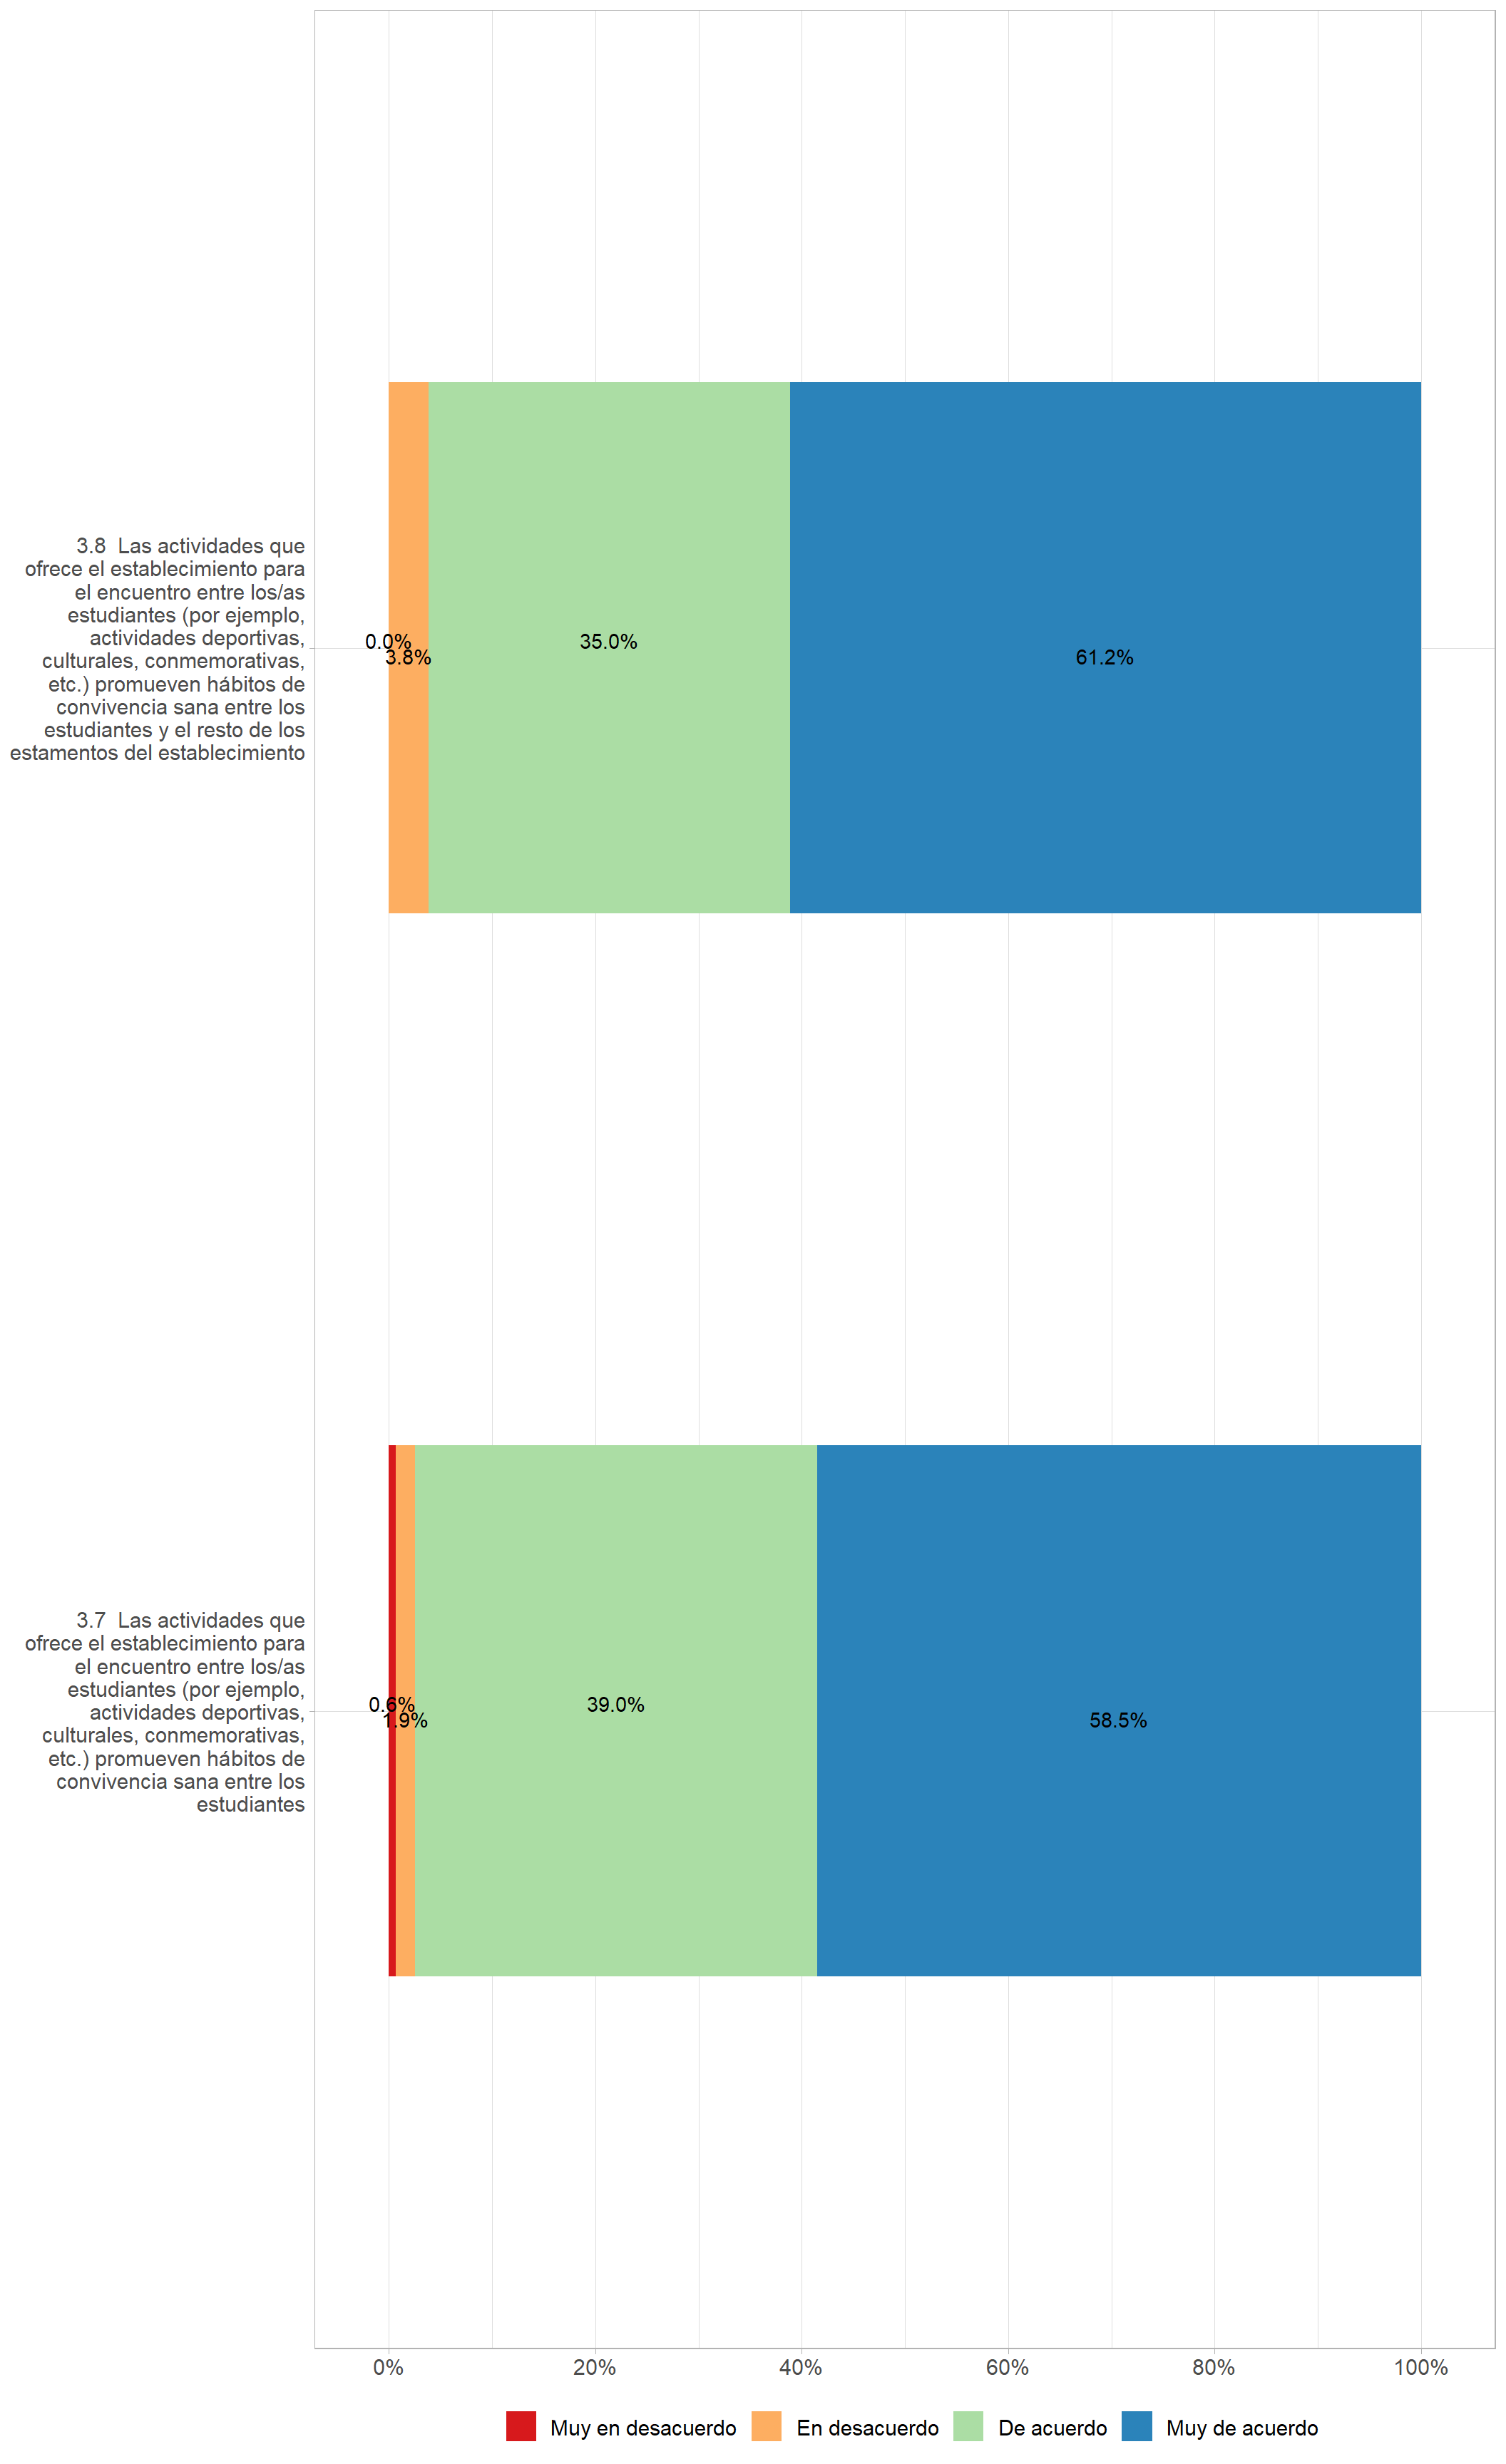 3.8  Las actividades que
ofrece el establecimiento para
el encuentro entre los/as
estudiantes (por ejemplo,
actividades deportivas,
culturales, conmemorativas,
etc.) promueven hábitos de
convivencia sana entre los
estudiantes y el resto de los
estamentos del establecimiento
0.0%
3.8%
35.0%
61.2%
3.7  Las actividades que
ofrece el establecimiento para
el encuentro entre los/as
estudiantes (por ejemplo,
actividades deportivas,
culturales, conmemorativas,
etc.) promueven hábitos de
convivencia sana entre los
estudiantes
0.6%
1.9%
39.0%
58.5%
0% 20% 40% 60% 80% 100%
Muy en desacuerdo En desacuerdo De acuerdo Muy de acuerdo